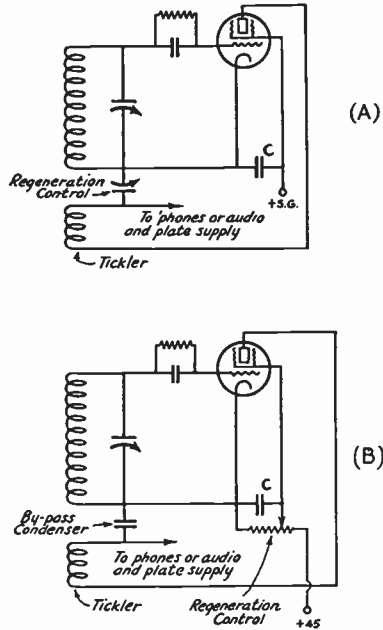 (A)
C
Regeneration
Control
+S.G.
To phones or audio
and plate supply
Tickler
(B)
C
By-pass
Condenser
To phones or audio
and plate supply
Regeneration
Control
Tickler
+45